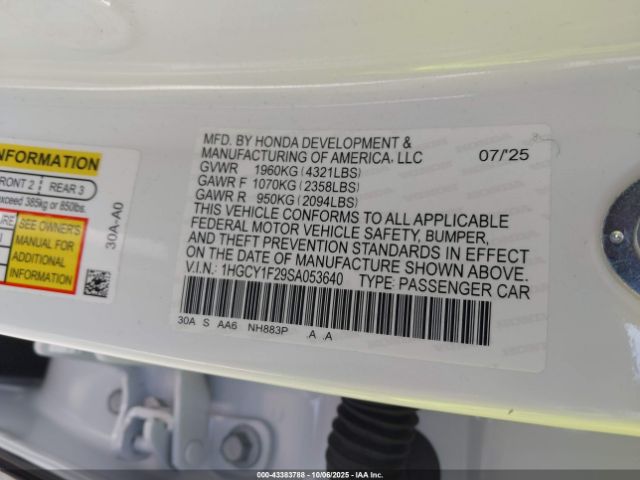 INFORMATION
FRONT 2 REAR 3
exceed 385kg or 850lbs.
SEE OWNER'S
MANUAL FOR
ADDITIONAL
INFORMATION
30A-A0
MFD. BY HONDA DEVELOPMENT &
MANUFACTURING OF AMERICA, LLC 07/'25
GVWR 1960KG (4321LBS)
GAWR F 1070KG (2358LBS)
GAWR R 950KG (2094LBS)
THIS VEHICLE CONFORMS TO ALL APPLICABLE
FEDERAL MOTOR VEHICLE SAFETY, BUMPER,
AND THEFT PREVENTION STANDARDS IN EFFECT
ON THE DATE OF MANUFACTURE SHOWN ABOVE.
V.I.N.: 1HGCY1F29SA053640 TYPE: PASSENGER CAR
30A S AA6 NH883P A A
000-43383788 - 10/06/2025 - IAA Inc.